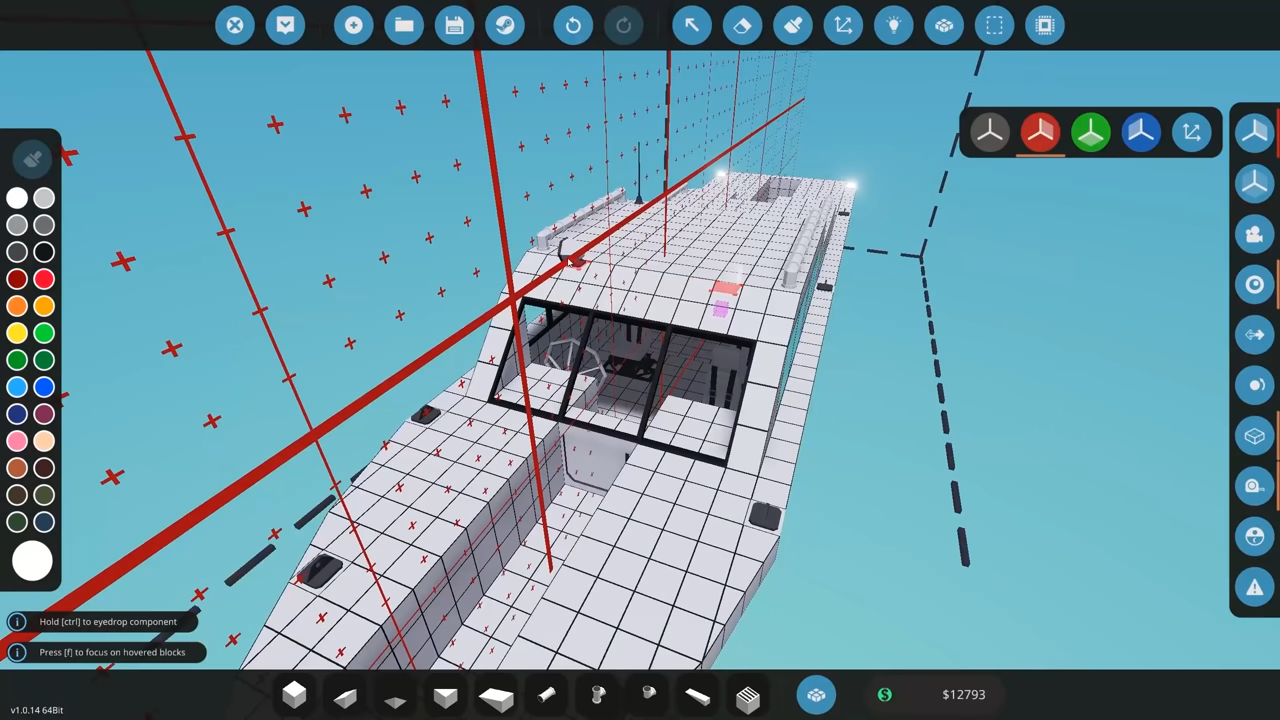 Hold [ctrl] to eyedrop component
Press [f] to focus on hovered blocks
$12793
v1.0.14 64Bit